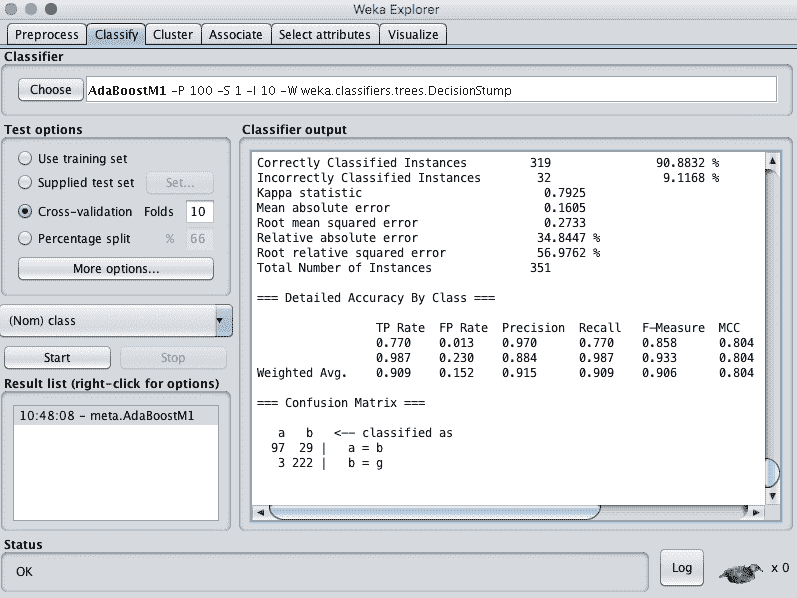 Weka Explorer
Preprocess Classify Cluster Associate Select attributes Visualize
Classifier
Choose AdaBoostM1 -P 100 -S 1 -I 10 -W weka.classifiers.trees.DecisionStump
Test options
Use training set
Supplied test set Set...
Cross-validation Folds 10
Percentage split % 66
More options...
(Nom) class
Start Stop
Result list (right-click for options)
10:48:08 - meta.AdaBoostM1
Classifier output
Correctly Classified Instances 319 90.8832 %
Incorrectly Classified Instances 32 9.1168 %
Kappa statistic 0.7925
Mean absolute error 0.1605
Root mean squared error 0.2733
Relative absolute error 34.8447 %
Root relative squared error 56.9762 %
Total Number of Instances 351
=== Detailed Accuracy By Class ===
TP Rate FP Rate Precision Recall F-Measure MCC
0.770 0.013 0.970 0.770 0.858 0.804
0.987 0.230 0.884 0.987 0.933 0.804
Weighted Avg. 0.909 0.152 0.915 0.909 0.906 0.804
=== Confusion Matrix ===
a b <-- classified as
97 29 | a = b
3 222 | b = g
Status
OK
Log
x 0